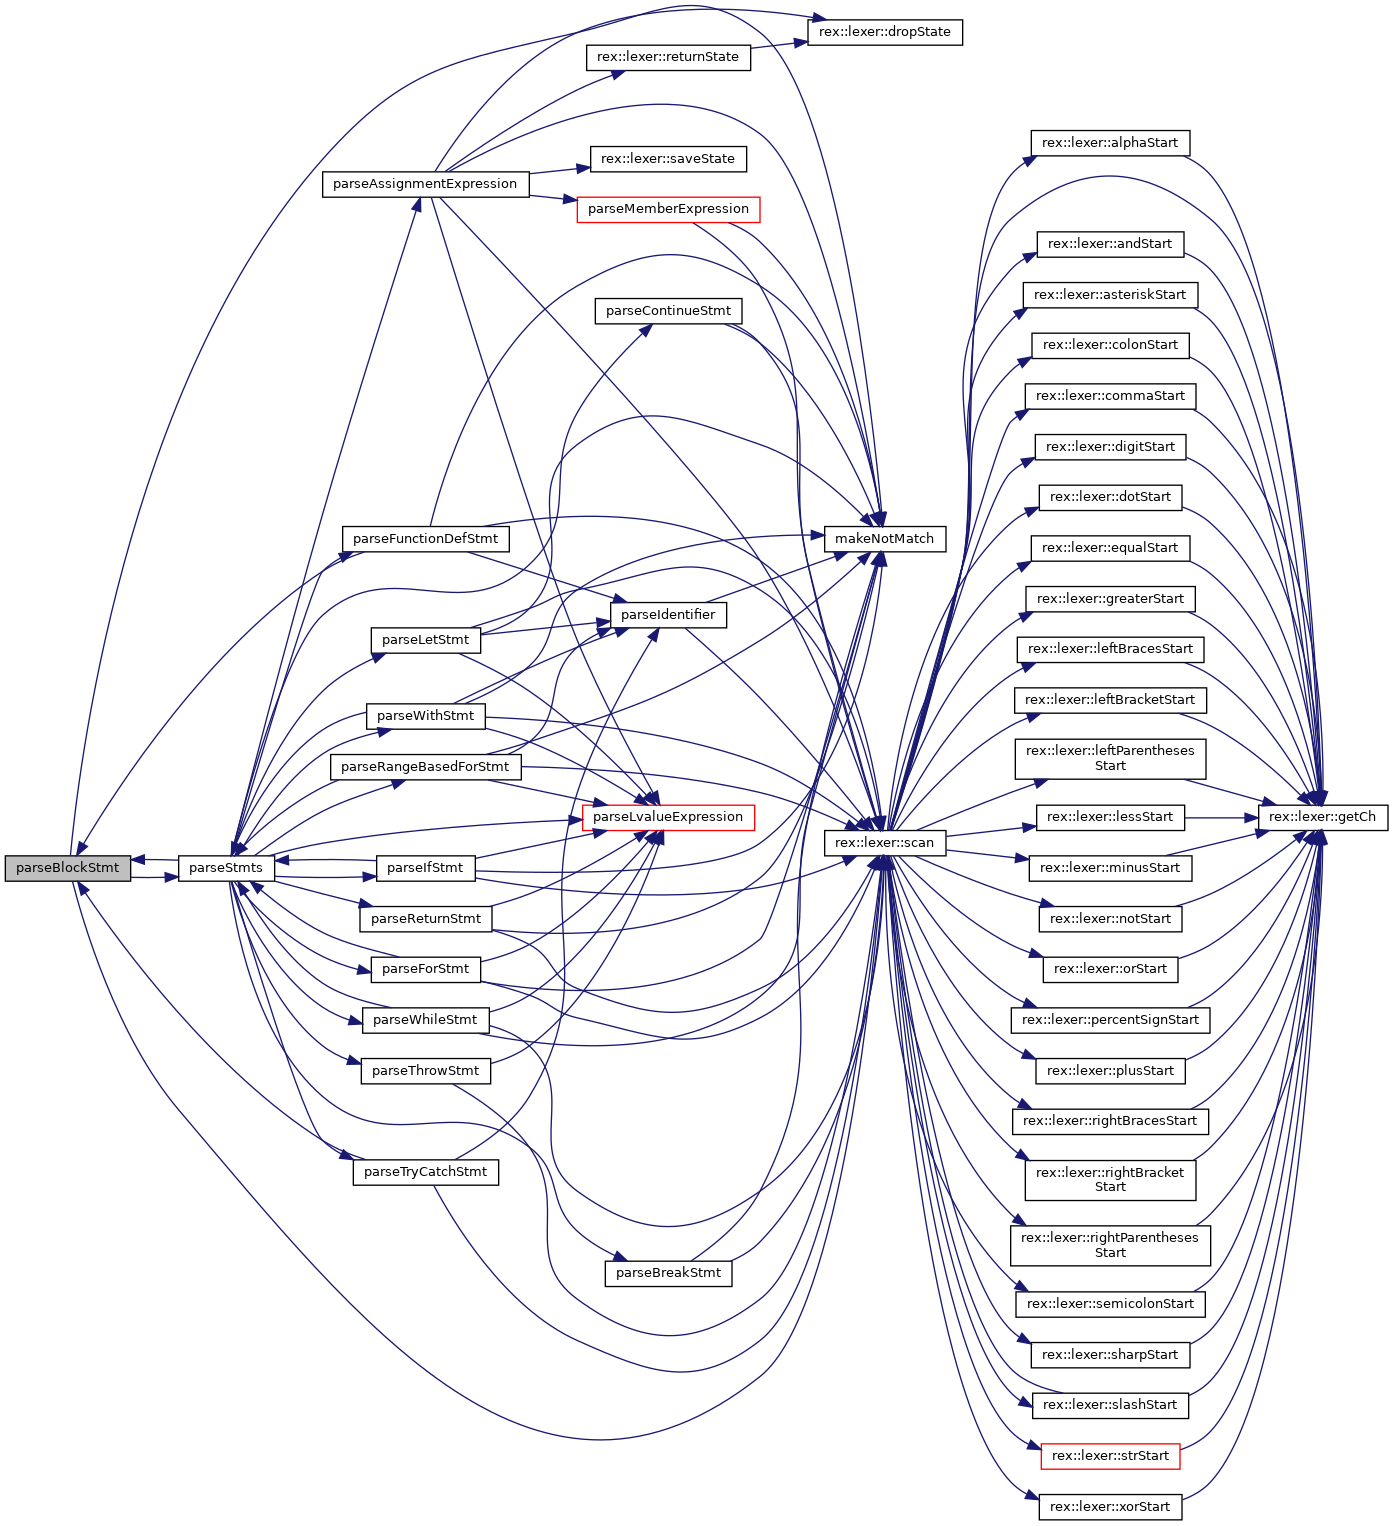 rex::lexer::dropState
rex::lexer::returnState
rex::lexer::saveState
parseAssignmentExpression
parseMemberExpression
parseContinueStmt
parseFunctionDefStmt
makeNotMatch
parseIdentifier
parseLetStmt
parseWithStmt
parseRangeBasedForStmt
parseLvalueExpression
rex::lexer::scan
parseBlockStmt
parseStmts
parseIfStmt
parseReturnStmt
parseForStmt
parseWhileStmt
parseThrowStmt
parseTryCatchStmt
parseBreakStmt
rex::lexer::alphaStart
rex::lexer::andStart
rex::lexer::asteriskStart
rex::lexer::colonStart
rex::lexer::commaStart
rex::lexer::digitStart
rex::lexer::dotStart
rex::lexer::equalStart
rex::lexer::greaterStart
rex::lexer::leftBracesStart
rex::lexer::leftBracketStart
rex::lexer::leftParentheses
Start
rex::lexer::lessStart
rex::lexer::getCh
rex::lexer::minusStart
rex::lexer::notStart
rex::lexer::orStart
rex::lexer::percentSignStart
rex::lexer::plusStart
rex::lexer::rightBracesStart
rex::lexer::rightBracket
Start
rex::lexer::rightParentheses
Start
rex::lexer::semicolonStart
rex::lexer::sharpStart
rex::lexer::slashStart
rex::lexer::strStart
rex::lexer::xorStart